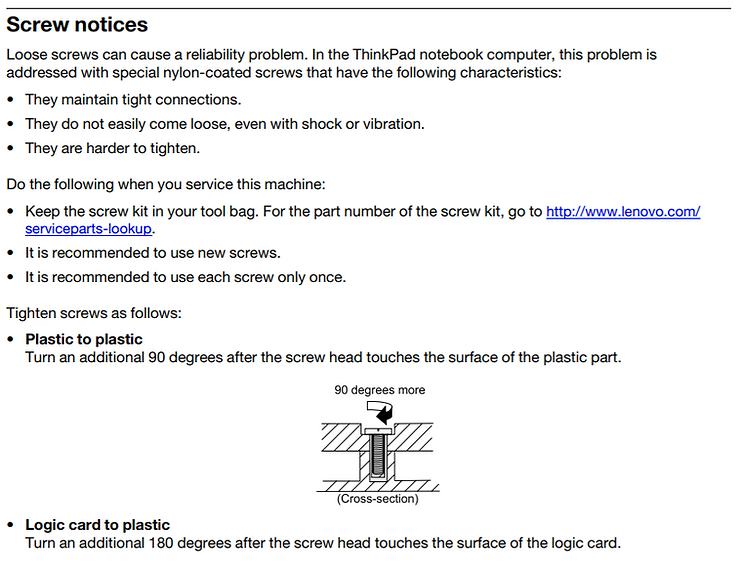 Screw notices
Loose screws can cause a reliability problem. In the ThinkPad notebook computer, this problem is
addressed with special nylon-coated screws that have the following characteristics:
• They maintain tight connections.
• They do not easily come loose, even with shock or vibration.
• They are harder to tighten.
Do the following when you service this machine:
• Keep the screw kit in your tool bag. For the part number of the screw kit, go to http://www.lenovo.com/
serviceparts-lookup.
• It is recommended to use new screws.
• It is recommended to use each screw only once.
Tighten screws as follows:
• Plastic to plastic
Turn an additional 90 degrees after the screw head touches the surface of the plastic part.
90 degrees more
(Cross-section)
• Logic card to plastic
Turn an additional 180 degrees after the screw head touches the surface of the logic card.